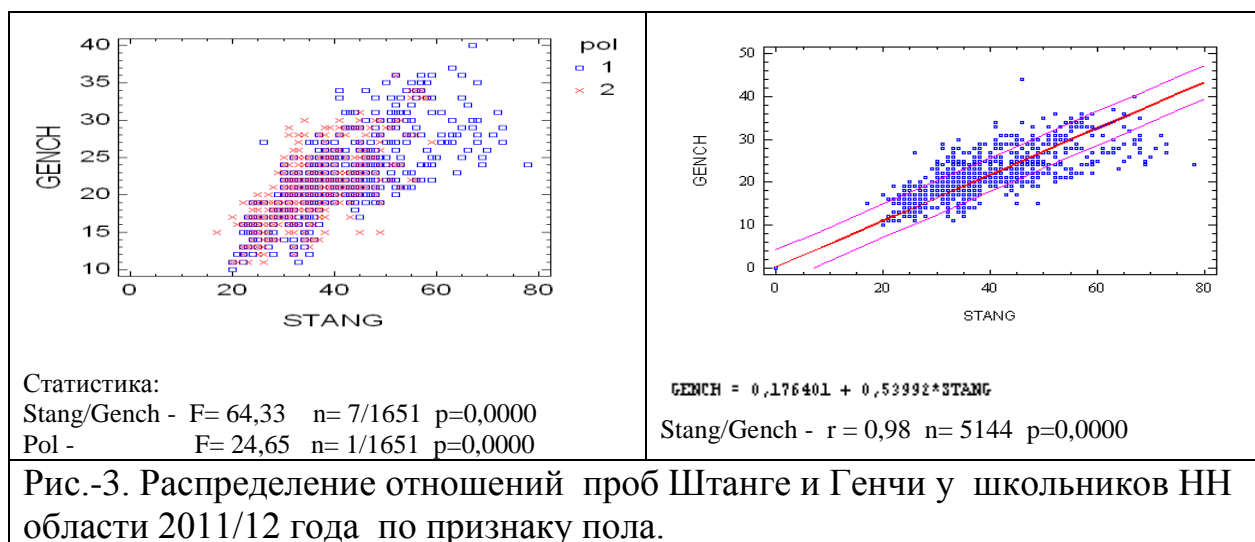 40
35
30
25
20
15
10
GENCH
0 20 40 60 80
STANG
pol
1
2
Статистика:
Stang/Gench - F= 64,33 n= 7/1651 p=0,0000
Pol - F= 24,65 n= 1/1651 p=0,0000
50
40
30
20
10
0
GENCH
0 20 40 60 80
STANG
GENCH = 0,176401 + 0,53992*STANG
Stang/Gench - r = 0,98 n= 5144 p=0,0000
Рис.-3. Распределение отношений проб Штанге и Генчи у школьников НН
области 2011/12 года по признаку пола.